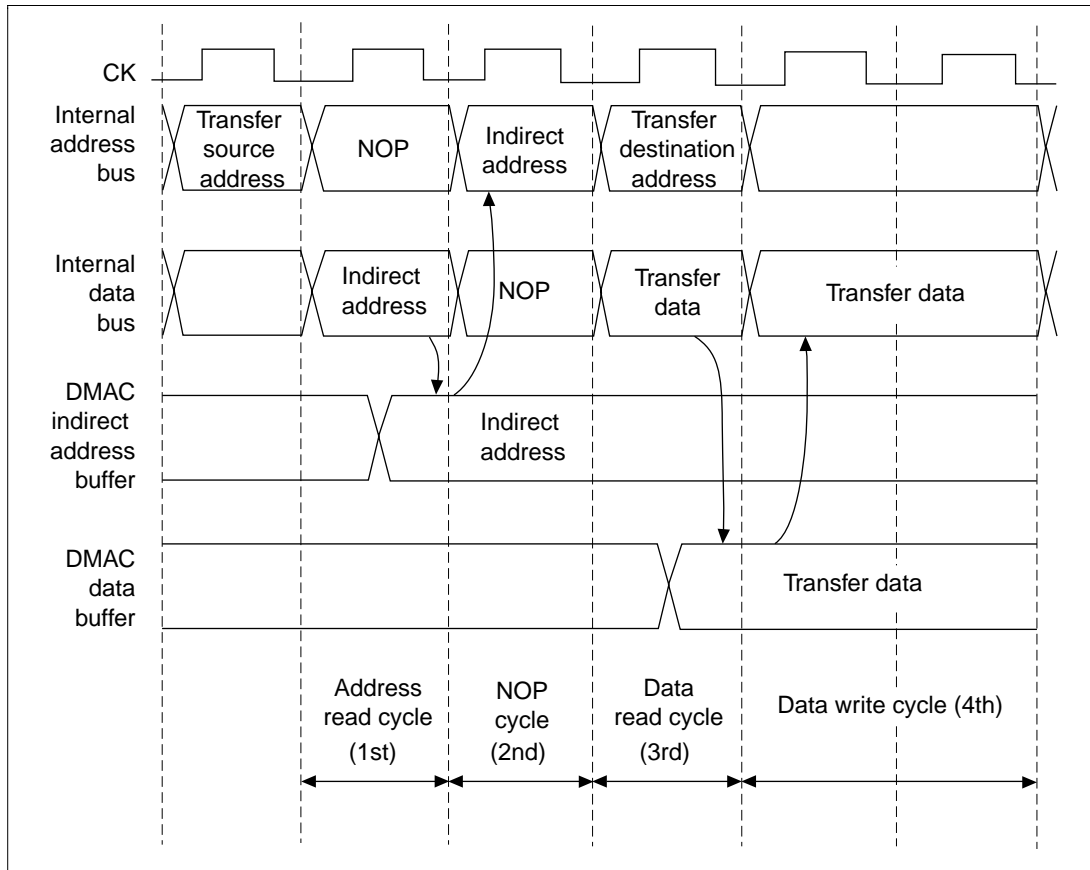 CK
Internal
address
bus
Transfer
source
address
NOP
Indirect
address
Transfer
destination
address
Internal
data
bus
Indirect
address
NOP
Transfer
data
Transfer data
DMAC
indirect
address
buffer
Indirect
address
DMAC
data
buffer
Transfer data
Address
read cycle
(1st)
NOP
cycle
(2nd)
Data
read cycle
(3rd)
Data write cycle (4th)